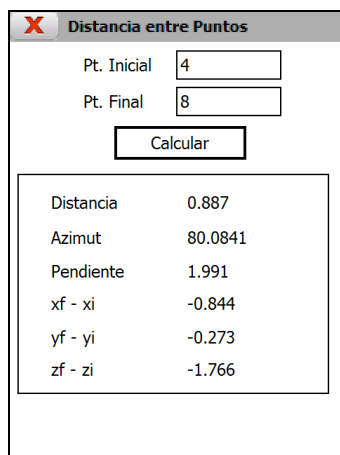 X Distancia entre Puntos
Pt. Inicial 4
Pt. Final 8
Calcular
Distancia 0.887
Azimut 80.0841
Pendiente 1.991
xf - xi -0.844
yf - yi -0.273
zf - zi -1.766